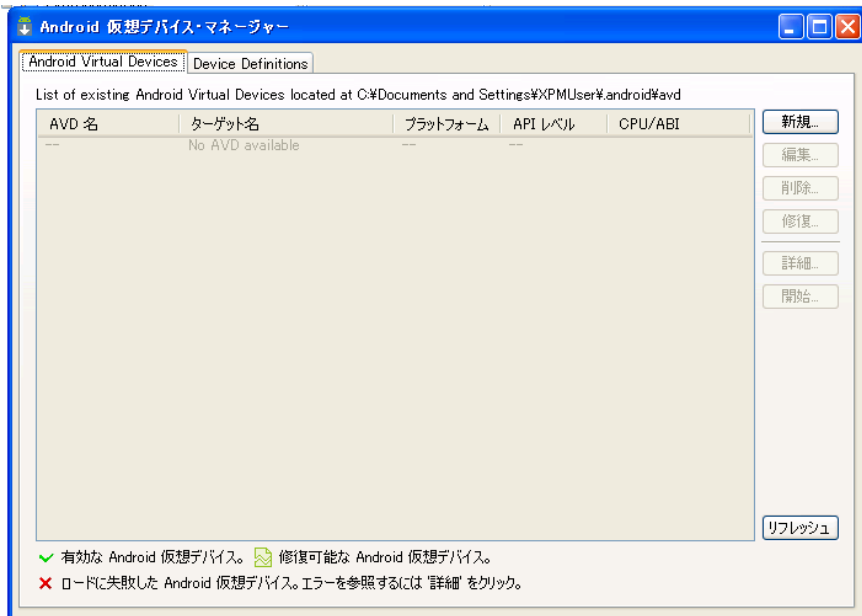 Android 仮想デバイス・マネージャー
Android Virtual Devices Device Definitions
List of existing Android Virtual Devices located at C:¥Documents and Settings¥XPMUser¥.android¥avd
AVD 名 ターゲット名 プラットフォーム API レベル CPU/ABI
-- No AVD available -- --
新規...
編集...
削除...
修復...
詳細...
開始...
リフレッシュ
有効な Android 仮想デバイス。 修復可能な Android 仮想デバイス。
ロードに失敗した Android 仮想デバイス。エラーを参照するには '詳細' をクリック。